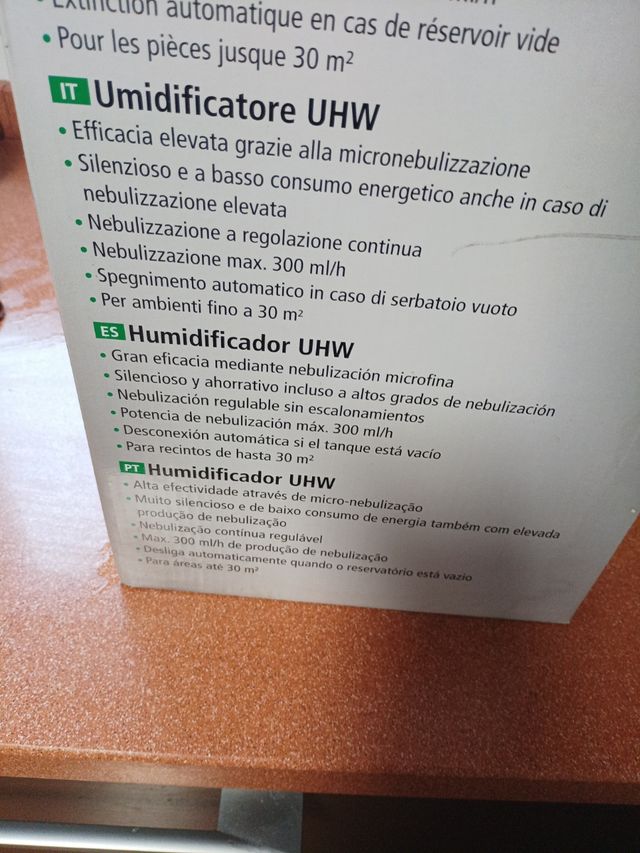 • Extinction automatique en cas de réservoir vide
• Pour les pièces jusque 30 m²
IT Umidificatore UHW
• Efficacia elevata grazie alla micronebulizzazione
• Silenzioso e a basso consumo energetico anche in caso di
nebulizzazione elevata
• Nebulizzazione a regolazione continua
• Nebulizzazione max. 300 ml/h
• Spegnimento automatico in caso di serbatoio vuoto
• Per ambienti fino a 30 m²
ES Humidificador UHW
• Gran eficacia mediante nebulización microfina
• Silencioso y ahorrativo incluso a altos grados de nebulización
• Nebulización regulable sin escalonamientos
• Potencia de nebulización máx. 300 ml/h
• Desconexión automática si el tanque está vacío
• Para recintos de hasta 30 m²
PT Humidificador UHW
• Alta efectividade através de micro-nebulização
• Muito silencioso e de baixo consumo de energia também com elevada
produção de nebulização
• Nebulização contínua regulável
• Max. 300 ml/h de produção de nebulização
• Desliga automaticamente quando o reservatório está vazio
• Para áreas até 30 m²